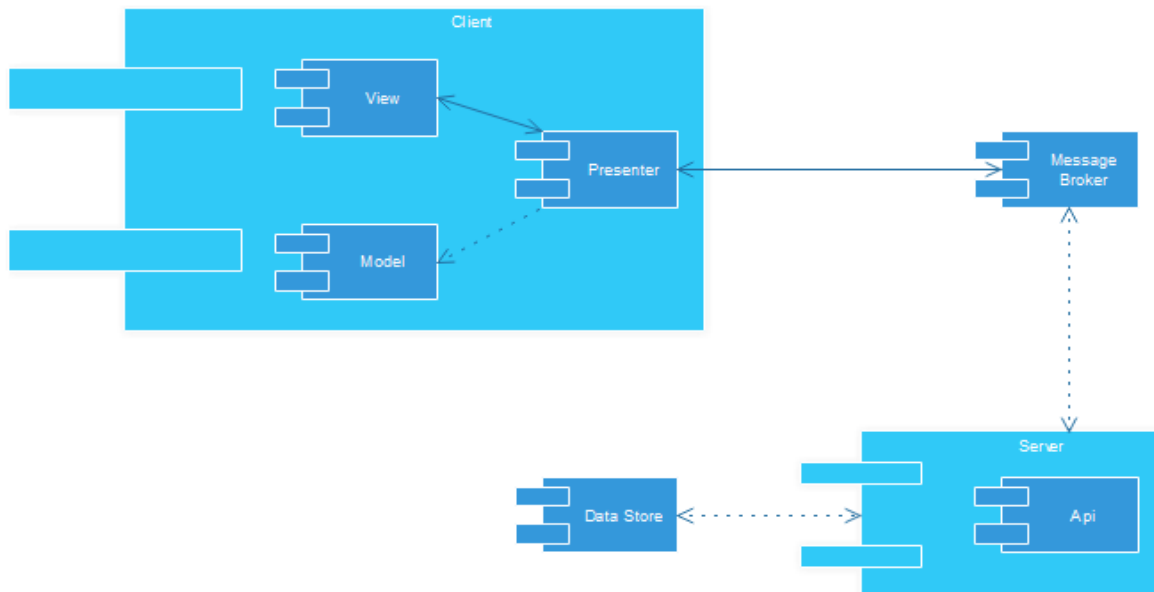 Client
View
Presenter
Message
Broker
Model
Server
Data Store
Api